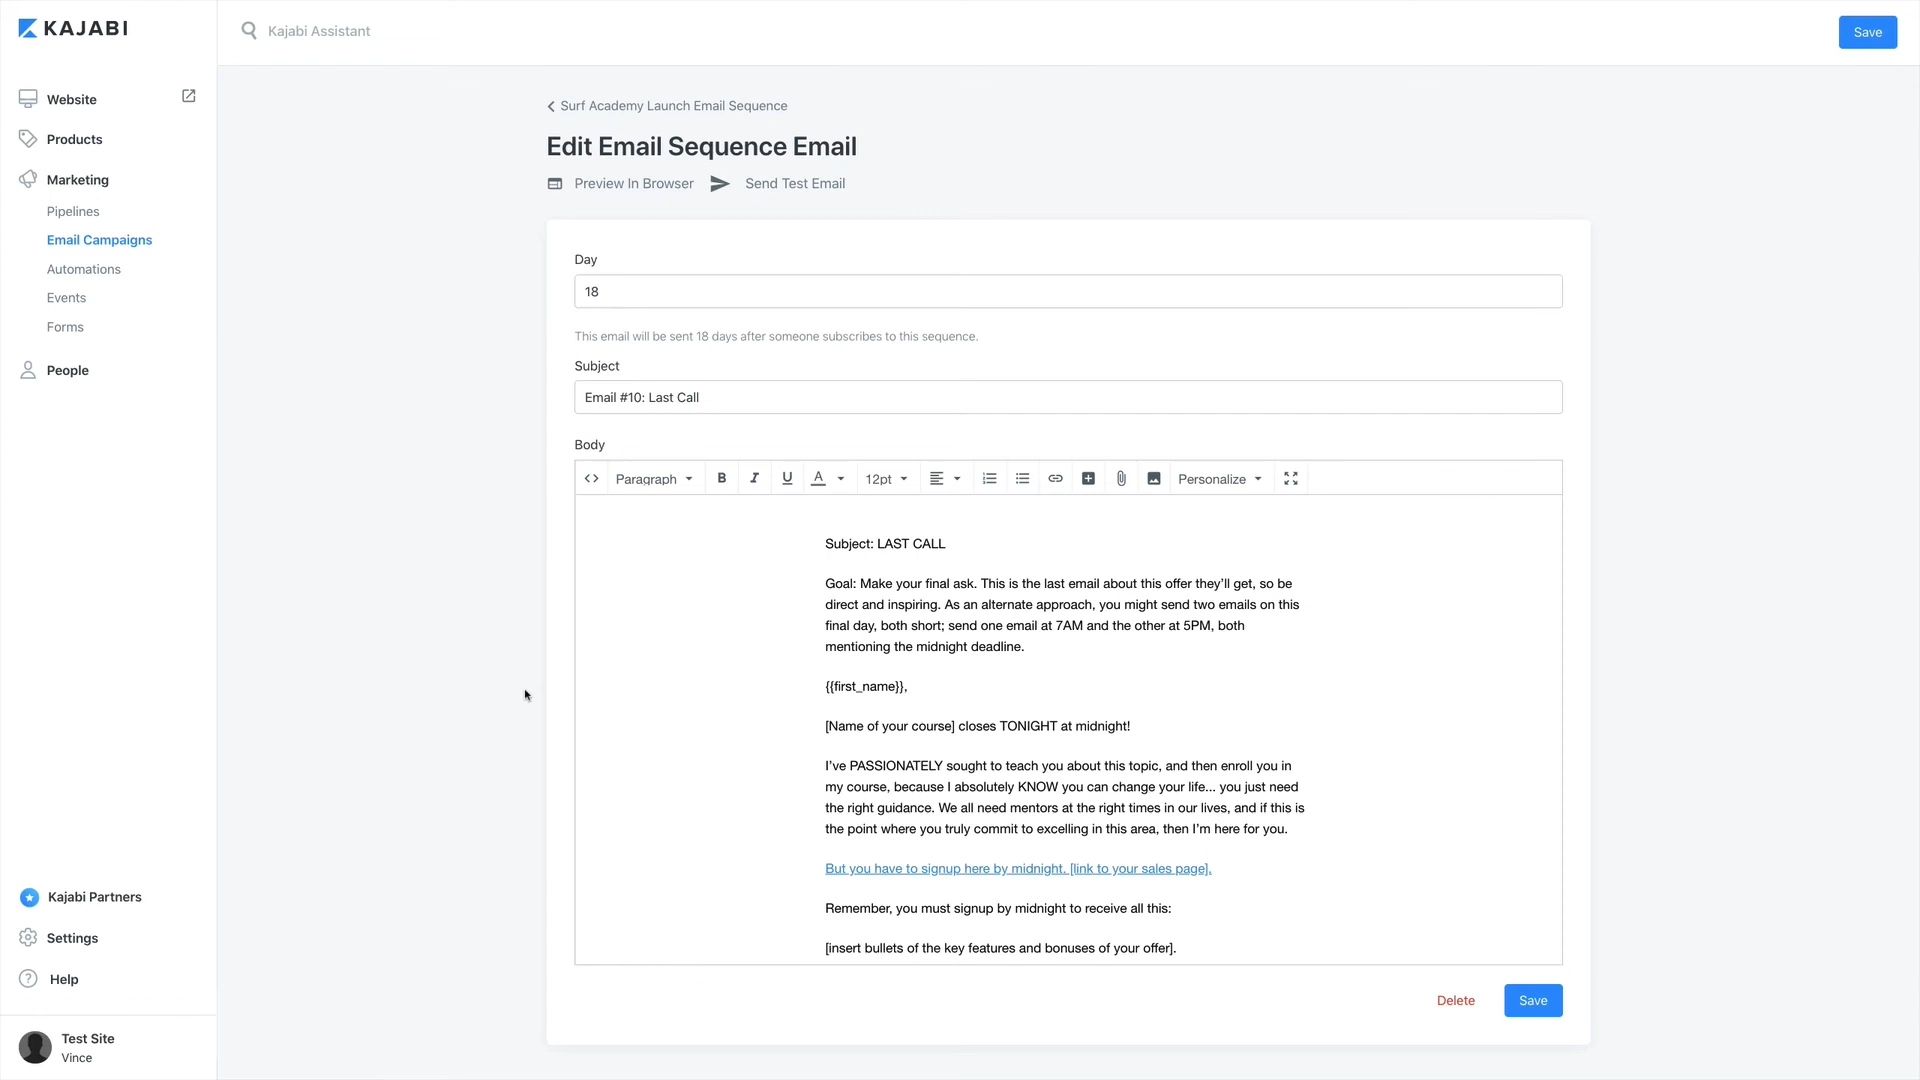 KAJABI
Kajabi Assistant
Save
Website
Products
Marketing
Pipelines
Email Campaigns
Automations
Events
Forms
People
Kajabi Partners
Settings
Help
Test Site
Vince
Surf Academy Launch Email Sequence
Edit Email Sequence Email
Preview In Browser
Send Test Email
Day
18
This email will be sent 18 days after someone subscribes to this sequence.
Subject
Email #10: Last Call
Body
<> Paragraph B I U A 12pt Personalize
Subject: LAST CALL
Goal: Make your final ask. This is the last email about this offer they’ll get, so be
direct and inspiring. As an alternate approach, you might send two emails on this
final day, both short; send one email at 7AM and the other at 5PM, both
mentioning the midnight deadline.
{{first_name}},
[Name of your course] closes TONIGHT at midnight!
I’ve PASSIONATELY sought to teach you about this topic, and then enroll you in
my course, because I absolutely KNOW you can change your life... you just need
the right guidance. We all need mentors at the right times in our lives, and if this is
the point where you truly commit to excelling in this area, then I’m here for you.
But you have to signup here by midnight. [link to your sales page].
Remember, you must signup by midnight to receive all this:
[insert bullets of the key features and bonuses of your offer].
Delete
Save